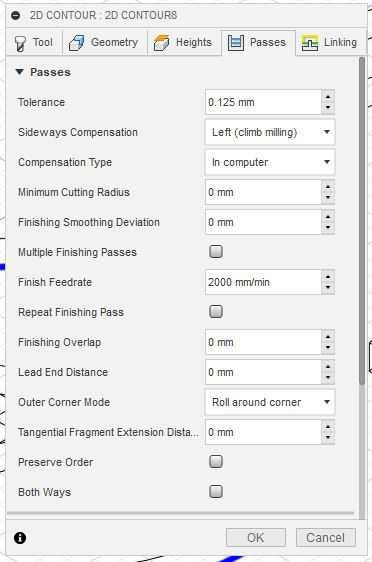 2D CONTOUR : 2D CONTOUR8
Tool Geometry Heights Passes Linking
Passes
Tolerance 0.125 mm
Sideways Compensation Left (climb milling)
Compensation Type In computer
Minimum Cutting Radius 0 mm
Finishing Smoothing Deviation 0 mm
Multiple Finishing Passes
Finish Feedrate 2000 mm/min
Repeat Finishing Pass
Finishing Overlap 0 mm
Lead End Distance 0 mm
Outer Corner Mode Roll around corner
Tangential Fragment Extension Dista... 0 mm
Preserve Order
Both Ways
OK Cancel